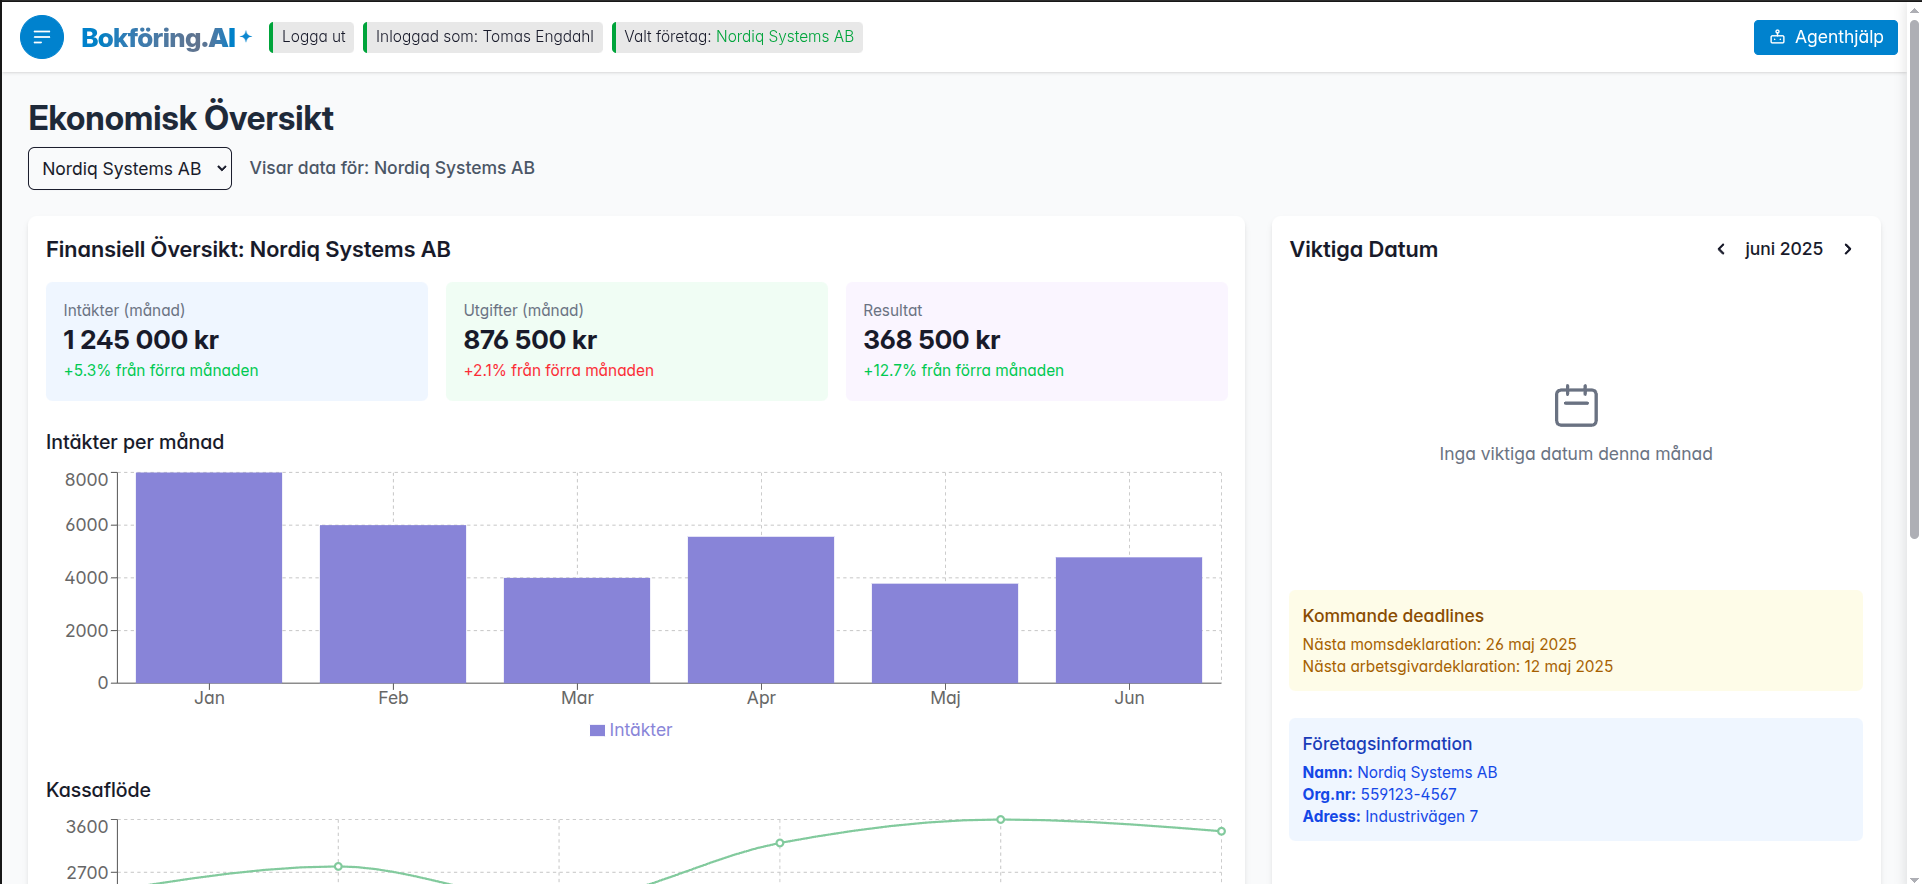 Bokföring.AI
Logga ut
Inloggad som: Tomas Engdahl
Valt företag: Nordiq Systems AB
Agenthjälp
Ekonomisk Översikt
Nordiq Systems AB
Visar data för: Nordiq Systems AB
Finansiell Översikt: Nordiq Systems AB
Intäkter (månad)
1 245 000 kr
+5.3% från förra månaden
Utgifter (månad)
876 500 kr
+2.1% från förra månaden
Resultat
368 500 kr
+12.7% från förra månaden
Intäkter per månad
8000
6000
4000
2000
0
Jan
Feb
Mar
Apr
Maj
Jun
Intäkter
Kassaflöde
3600
2700
Viktiga Datum
juni 2025
Inga viktiga datum denna månad
Kommande deadlines
Nästa momsdeklaration: 26 maj 2025
Nästa arbetsgivardeklaration: 12 maj 2025
Företagsinformation
Namn: Nordiq Systems AB
Org.nr: 559123-4567
Adress: Industrivägen 7